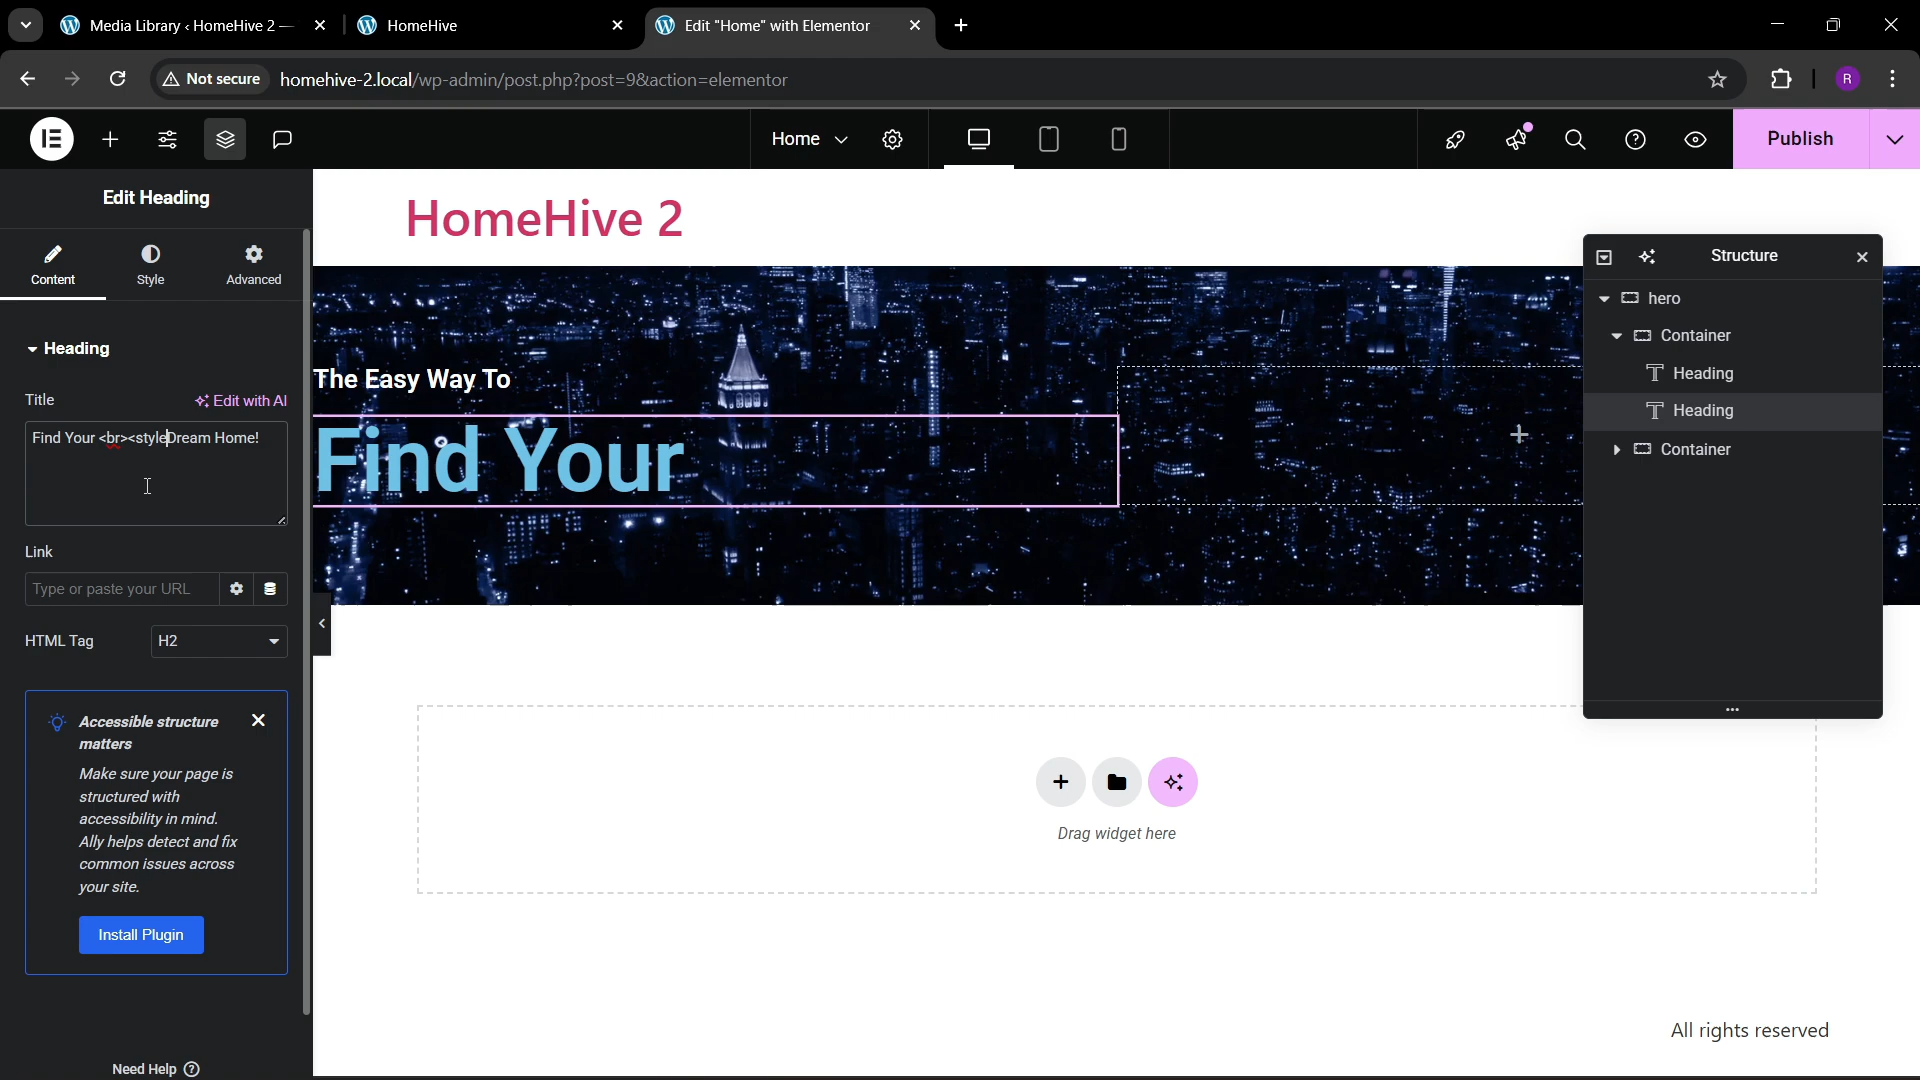 Media Library ‹ HomeHive 2 —
HomeHive
Edit "Home" with Elementor
Not secure
homehive-2.local/wp-admin/post.php?post=9&action=elementor
R
Home
Publish
Edit Heading
Content
Style
Advanced
Heading
Title
Edit with AI
Find Your <br><styleDream Home!
Link
Type or paste your URL
HTML Tag
H2
Accessible structure
matters
Make sure your page is
structured with
accessibility in mind.
Ally helps detect and fix
common issues across
your site.
Install Plugin
Need Help
HomeHive 2
The Easy Way To
Find Your
Structure
hero
Container
Heading
Heading
Container
Drag widget here
All rights reserved